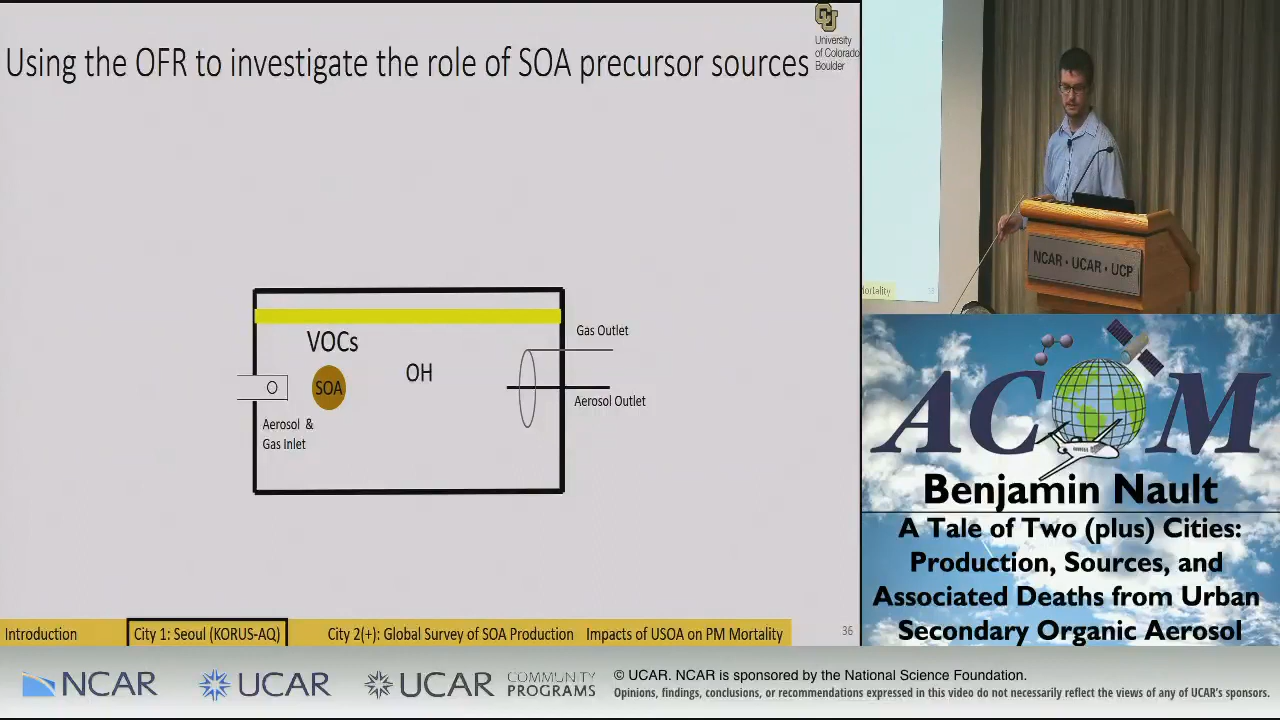 Using the OFR to investigate the role of SOA precursor sources
University
of Colorado
Boulder
VOCs
OH
SOA
Gas Outlet
Aerosol Outlet
Aerosol &
Gas Inlet
Introduction
City 1: Seoul (KORUS-AQ)
City 2(+): Global Survey of SOA Production
Impacts of USOA on PM Mortality
36
NCAR • UCAR • UCP
Mortality
ACOM
Benjamin Nault
A Tale of Two (plus) Cities:
Production, Sources, and
Associated Deaths from Urban
Secondary Organic Aerosol
NCAR
UCAR
UCAR
COMMUNITY
PROGRAMS
© UCAR. NCAR is sponsored by the National Science Foundation.
Opinions, findings, conclusions, or recommendations expressed in this video do not necessarily reflect the views of any of UCAR's sponsors.